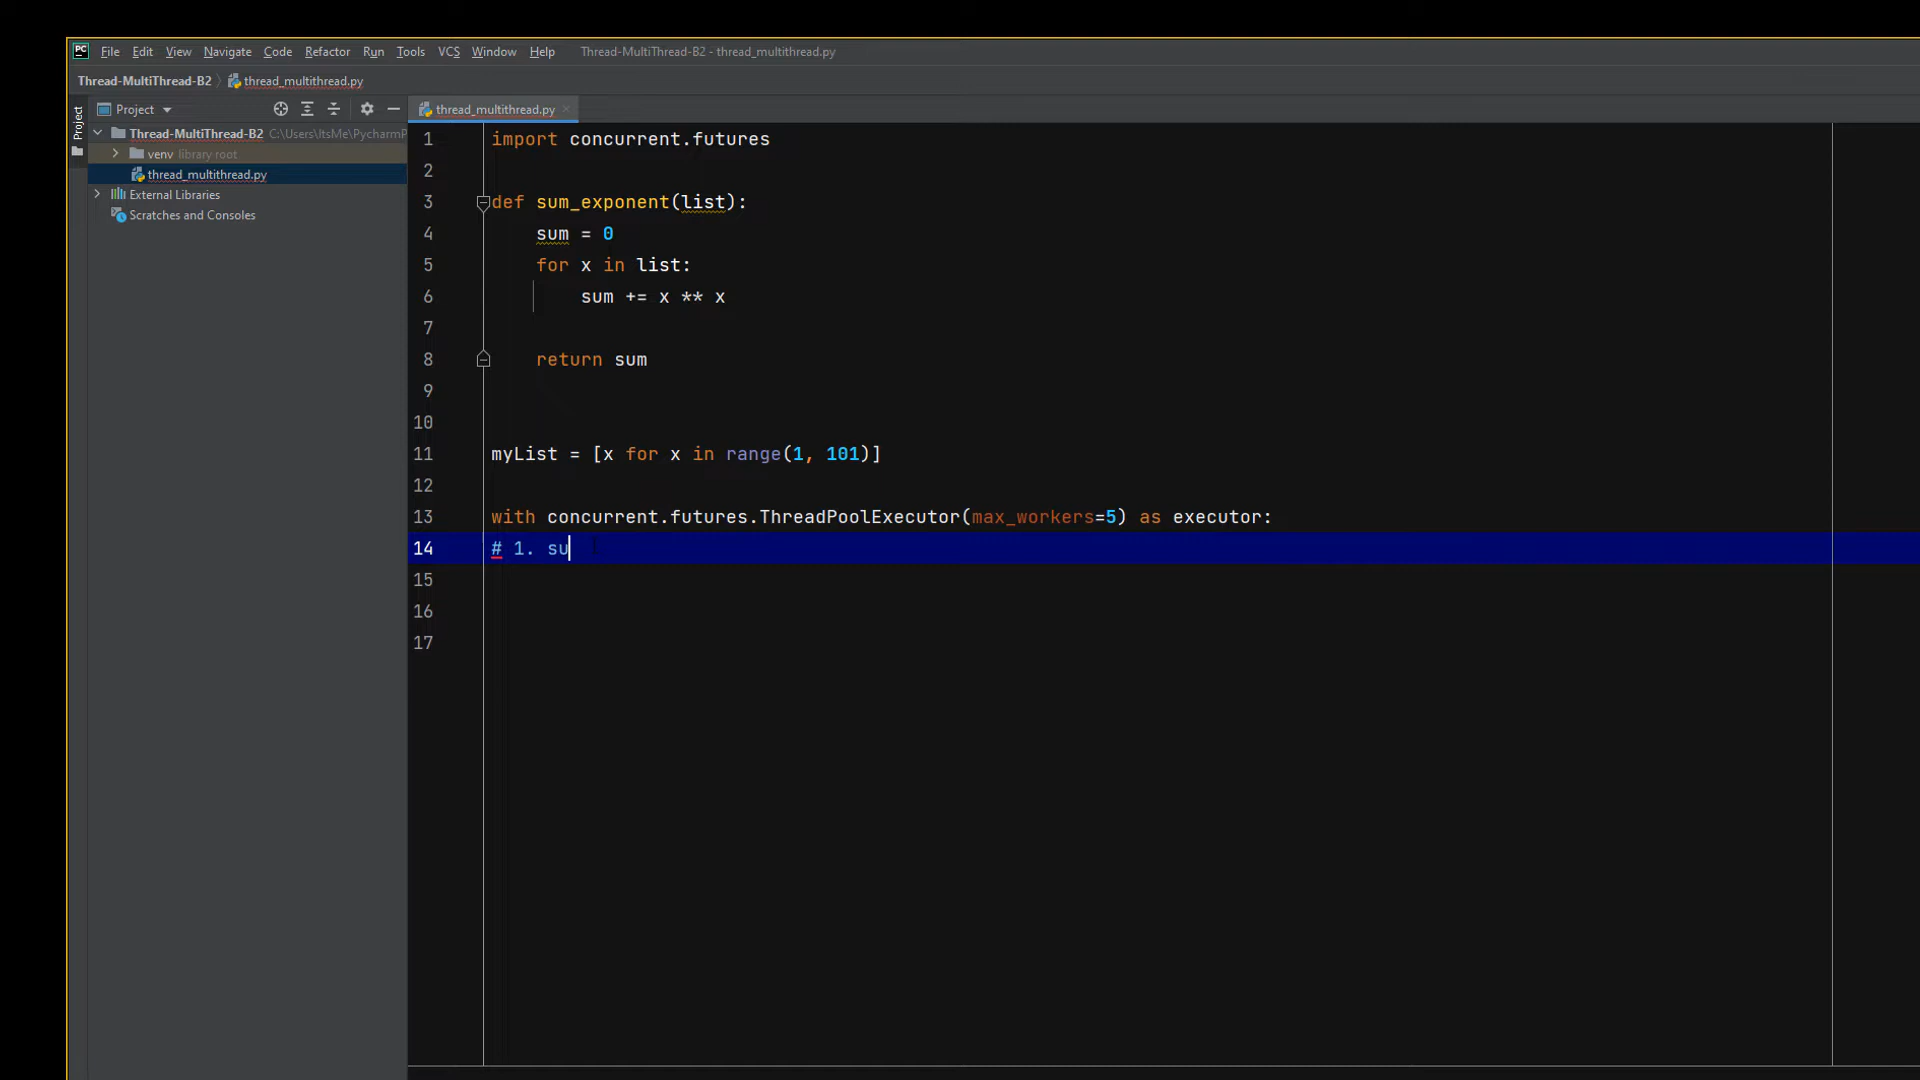 PC File Edit View Navigate Code Refactor Run Tools VCS Window Help Thread-MultiThread-B2 - thread_multithread.py
Thread-MultiThread-B2 thread_multithread.py
Project
Project
thread_multithread.py
Thread-MultiThread-B2 C:\Users\ItsMe\PycharmP
venv library root
thread_multithread.py
External Libraries
Scratches and Consoles
1 import concurrent.futures
2
3 def sum_exponent(list):
4 sum = 0
5 for x in list:
6 sum += x ** x
7
8 return sum
9
10
11 myList = [x for x in range(1, 101)]
12
13 with concurrent.futures.ThreadPoolExecutor(max_workers=5) as executor:
14 # 1. su
15
16
17